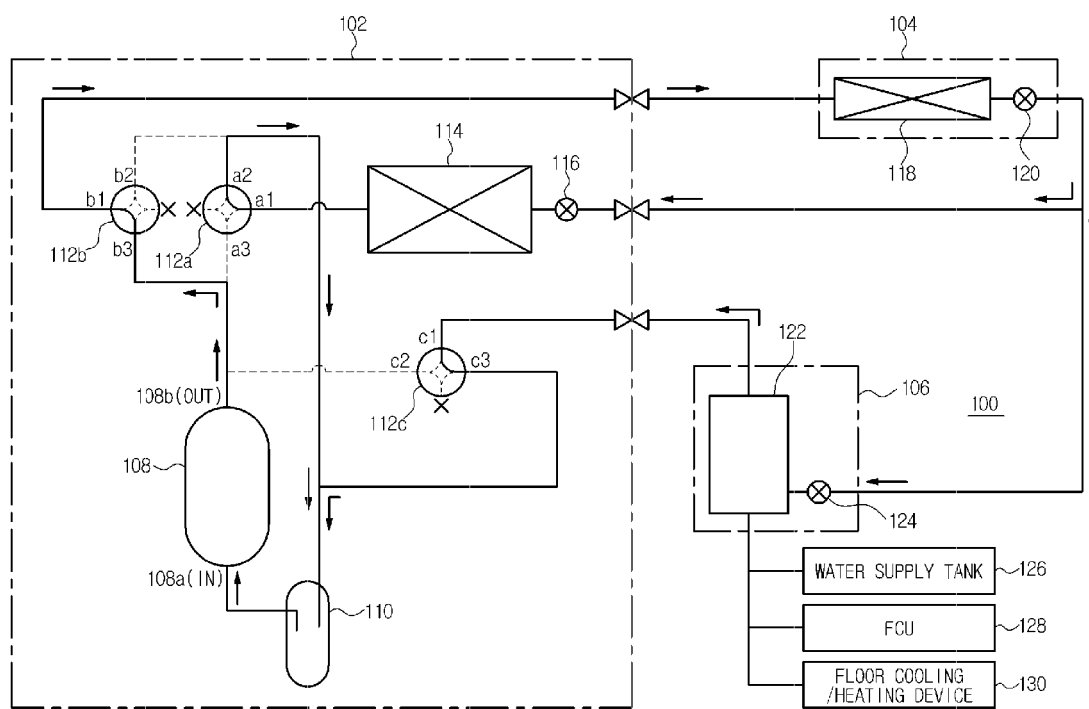 102
104
114
116
118
120
b2
a2
b1
a1
b3
a3
112b
112a
c1
c2
c3
112c
122
106
100
108b(OUT)
108
124
108a(IN)
110
WATER SUPPLY TANK
126
FCU
128
FLOOR COOLING
/HEATING DEVICE
130